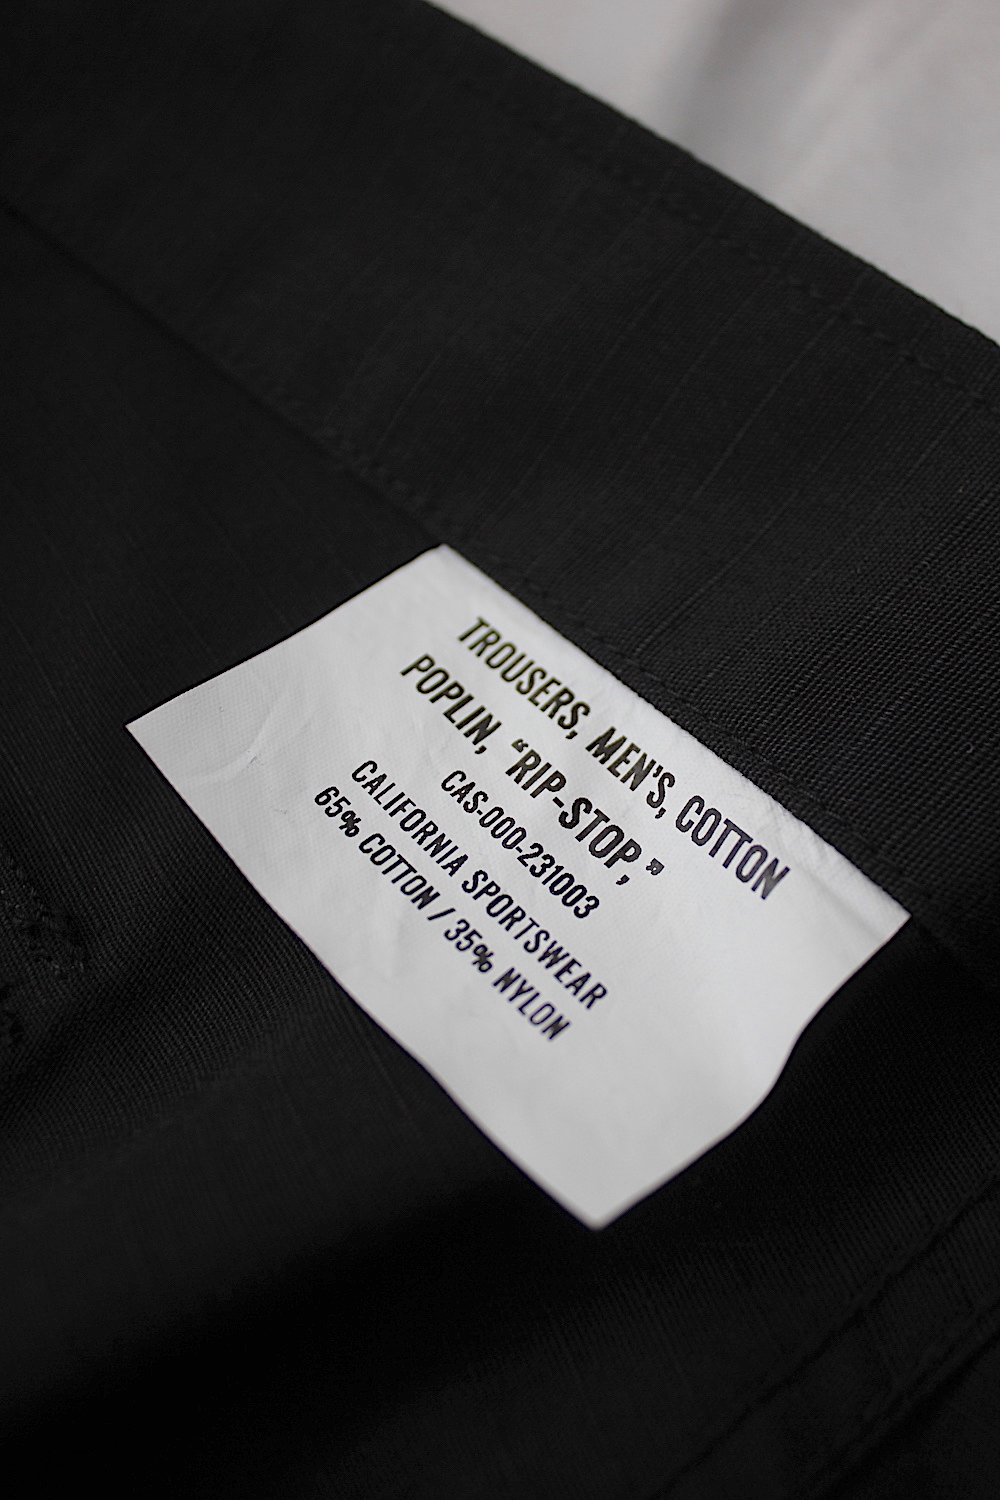 TROUSERS, MEN'S, COTTON
POPLIN, “RIP-STOP,”
CAS-000-231003
CALIFORNIA SPORTSWEAR
65% COTTON / 35% NYLON